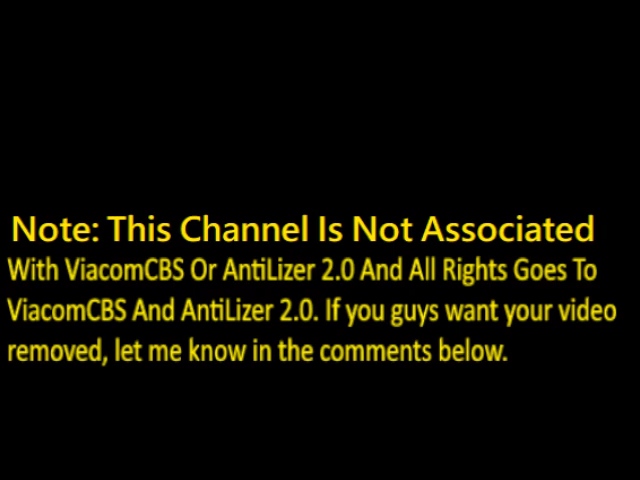 Note: This Channel Is Not Associated
With ViacomCBS Or AntiLizer 2.0 And All Rights Goes To
ViacomCBS And AntiLizer 2.0. If you guys want your video
removed, let me know in the comments below.